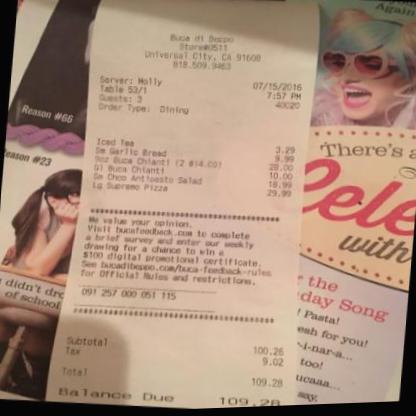 Buca di Beppo
Store#0511
Universal City, CA 91608
818.509.9463
Server: Molly
07/15/2016
Table 53/1
7:57 PM
Guests: 3
40020
Order Type: Dining
Iced Tea 3.29
Sm Garlic Bread 9.99
9oz Buca Chianti (2 @14.00) 28.00
Gl Buca Chianti 10.00
Sm Chop Antipasto Salad 18.99
Lg Supremo Pizza 29.99
We value your opinion.
Visit bucafeedback.com to complete
a brief survey and enter our weekly
drawing for a chance to win a
$100 digital promotional certificate.
See bucadibeppo.com/buca-feedback-rules
for Official Rules and restrictions.
091 257 000 051 115
Subtotal 100.26
Tax 9.02
Total 109.28
Balance Due 109.28
Reason #66
Reason #23
I didn't
of school
Again
There's a
Cele
with
the
day Song
Pasta!
eah for you!
r-i-nar-a...
too!
ucaaa...
say,